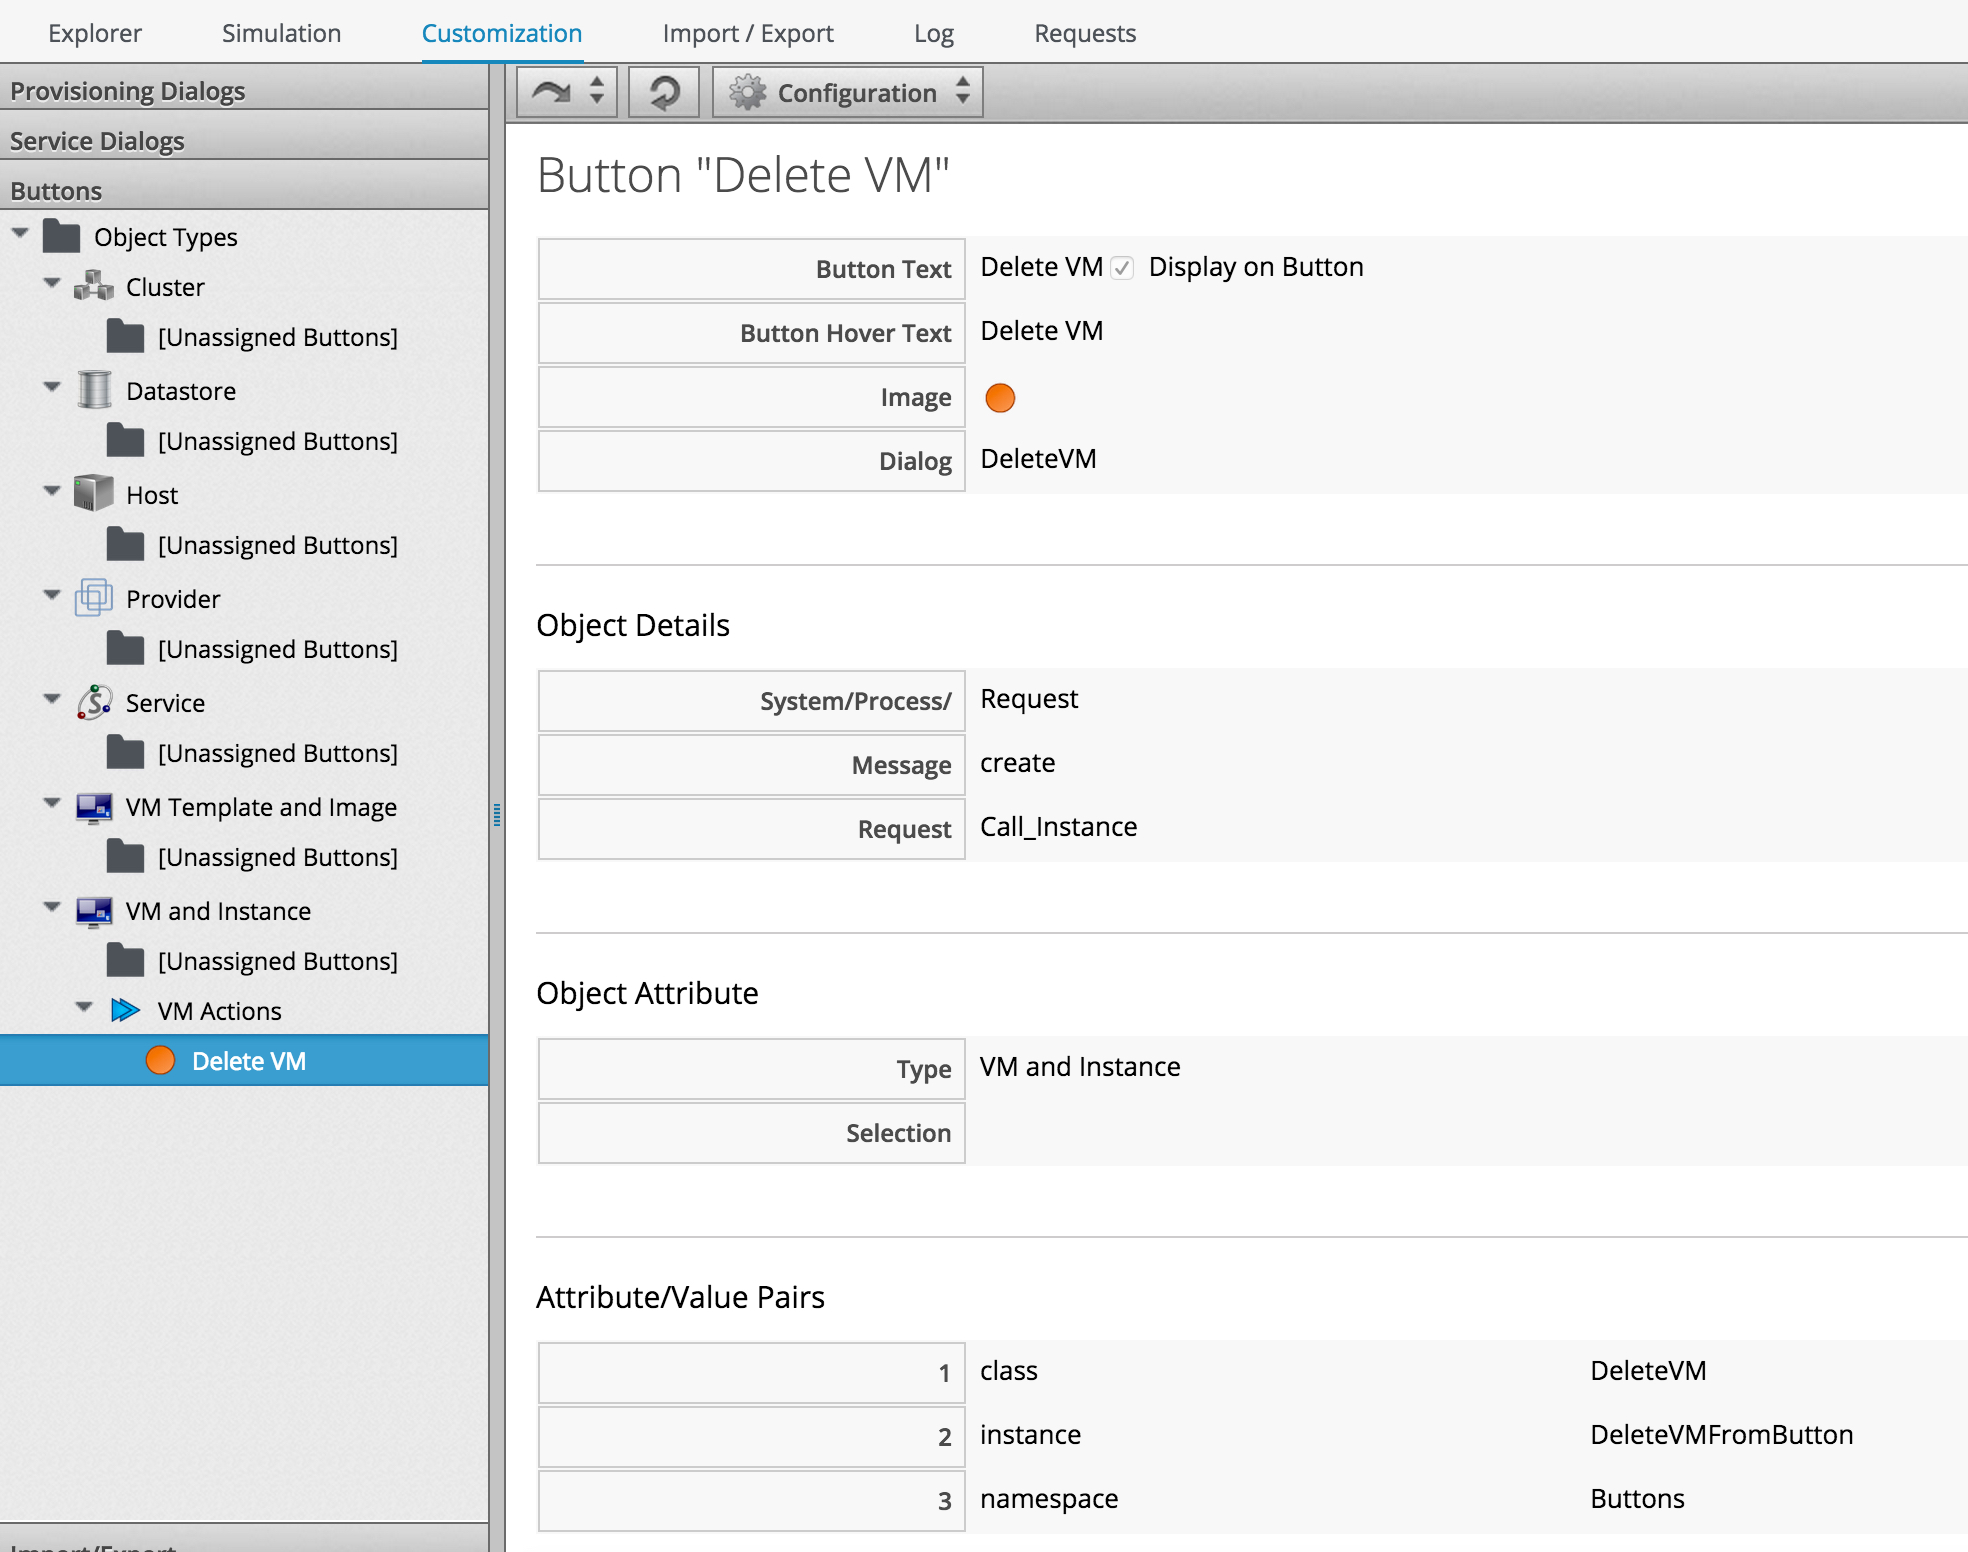 Explorer Simulation Customization Import / Export Log Requests
Provisioning Dialogs
Service Dialogs
Buttons
Object Types
Cluster
[Unassigned Buttons]
Datastore
[Unassigned Buttons]
Host
[Unassigned Buttons]
Provider
[Unassigned Buttons]
Service
[Unassigned Buttons]
VM Template and Image
[Unassigned Buttons]
VM and Instance
[Unassigned Buttons]
VM Actions
Delete VM
Import/Export
Configuration
Button "Delete VM"
Button Text Delete VM Display on Button
Button Hover Text Delete VM
Image
Dialog DeleteVM
Object Details
System/Process/ Request
Message create
Request Call_Instance
Object Attribute
Type VM and Instance
Selection
Attribute/Value Pairs
1 class DeleteVM
2 instance DeleteVMFromButton
3 namespace Buttons